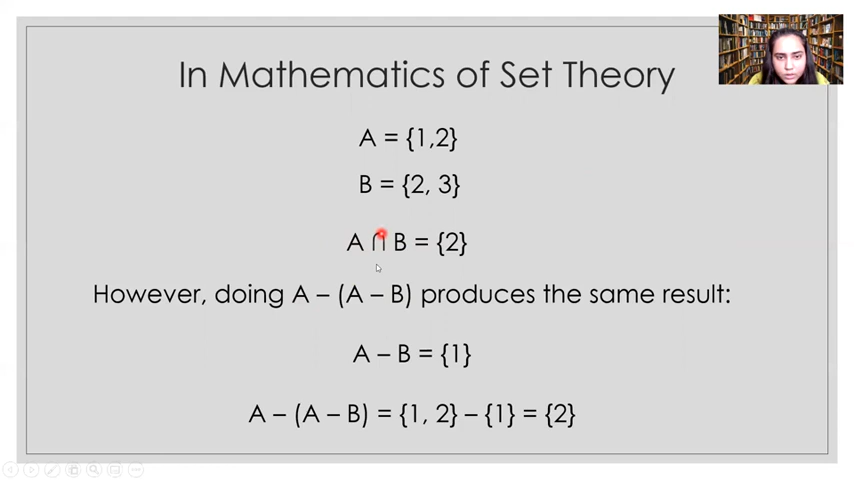 In Mathematics of Set Theory
A = {1,2}
B = {2, 3}
A ∩ B = {2}
However, doing A – (A – B) produces the same result:
A – B = {1}
A – (A – B) = {1, 2} – {1} = {2}